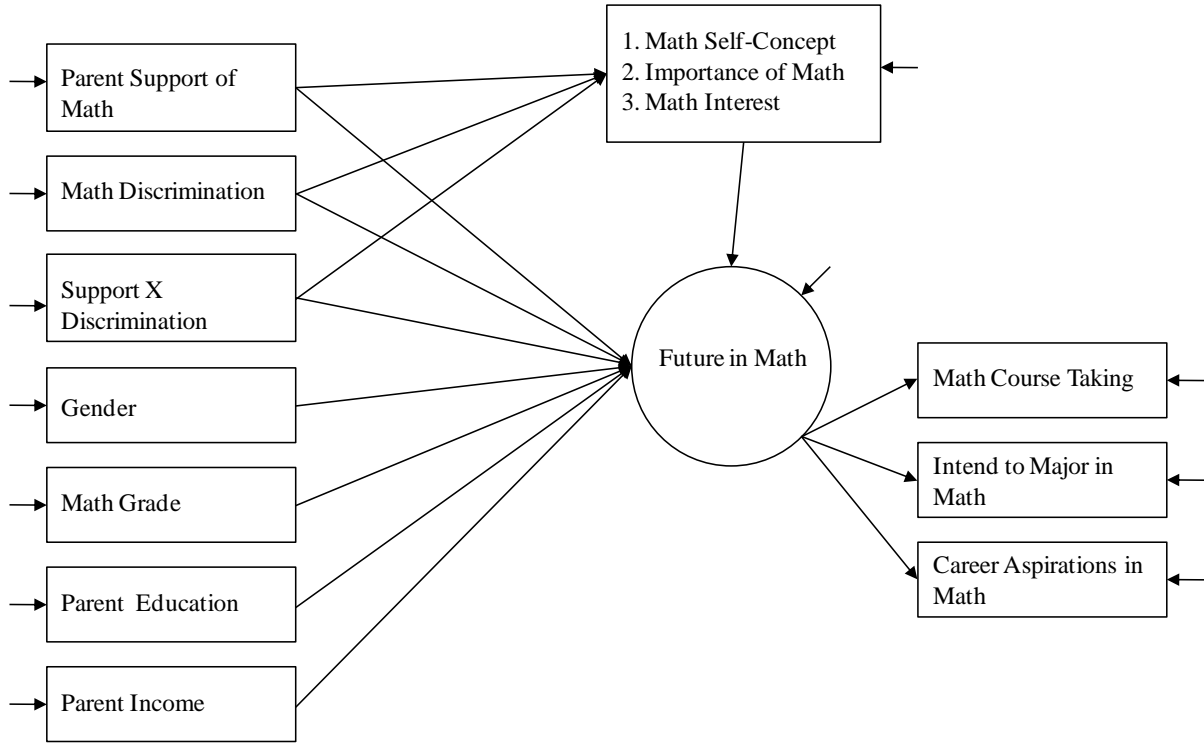 Parent Support of
Math
Math Discrimination
Support X
Discrimination
Gender
Math Grade
Parent Education
Parent Income
1. Math Self-Concept
2. Importance of Math
3. Math Interest
Future in Math
Math Course Taking
Intend to Major in
Math
Career Aspirations in
Math